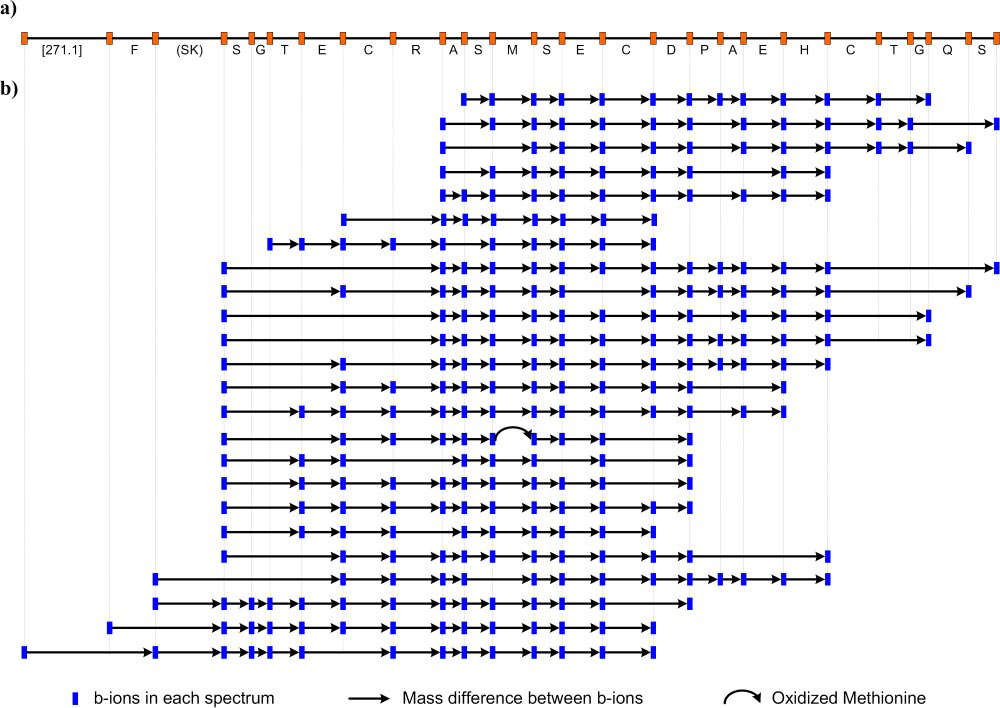 a)
[271.1] F (SK) S G T E C R A S M S E C D P A E H C T G Q S
b)
b-ions in each spectrum Mass difference between b-ions Oxidized Methionine